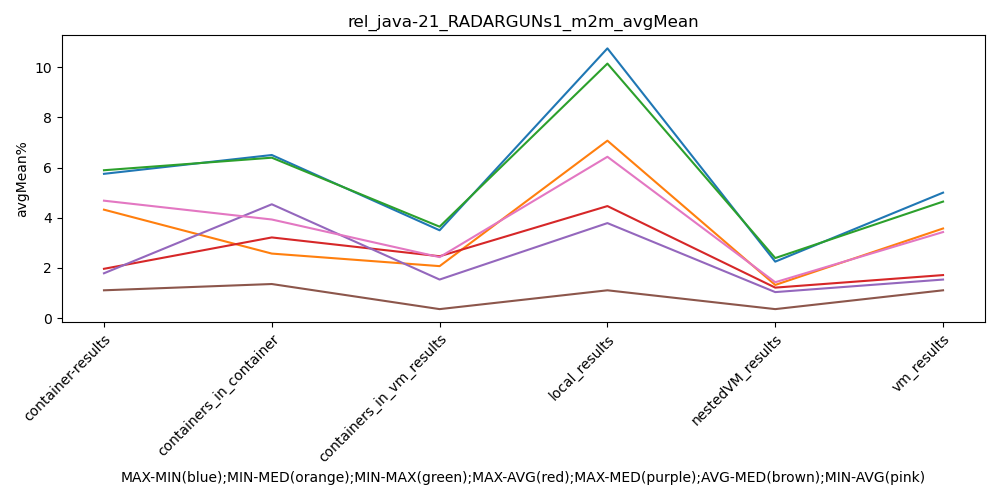 rel_java-21_RADARGUNs1_m2m_avgMean
avgMean%
10
8
6
4
2
0
container-results
containers_in_container
containers_in_vm_results
local_results
nestedVM_results
vm_results
MAX-MIN(blue);MIN-MED(orange);MIN-MAX(green);MAX-AVG(red);MAX-MED(purple);AVG-MED(brown);MIN-AVG(pink)